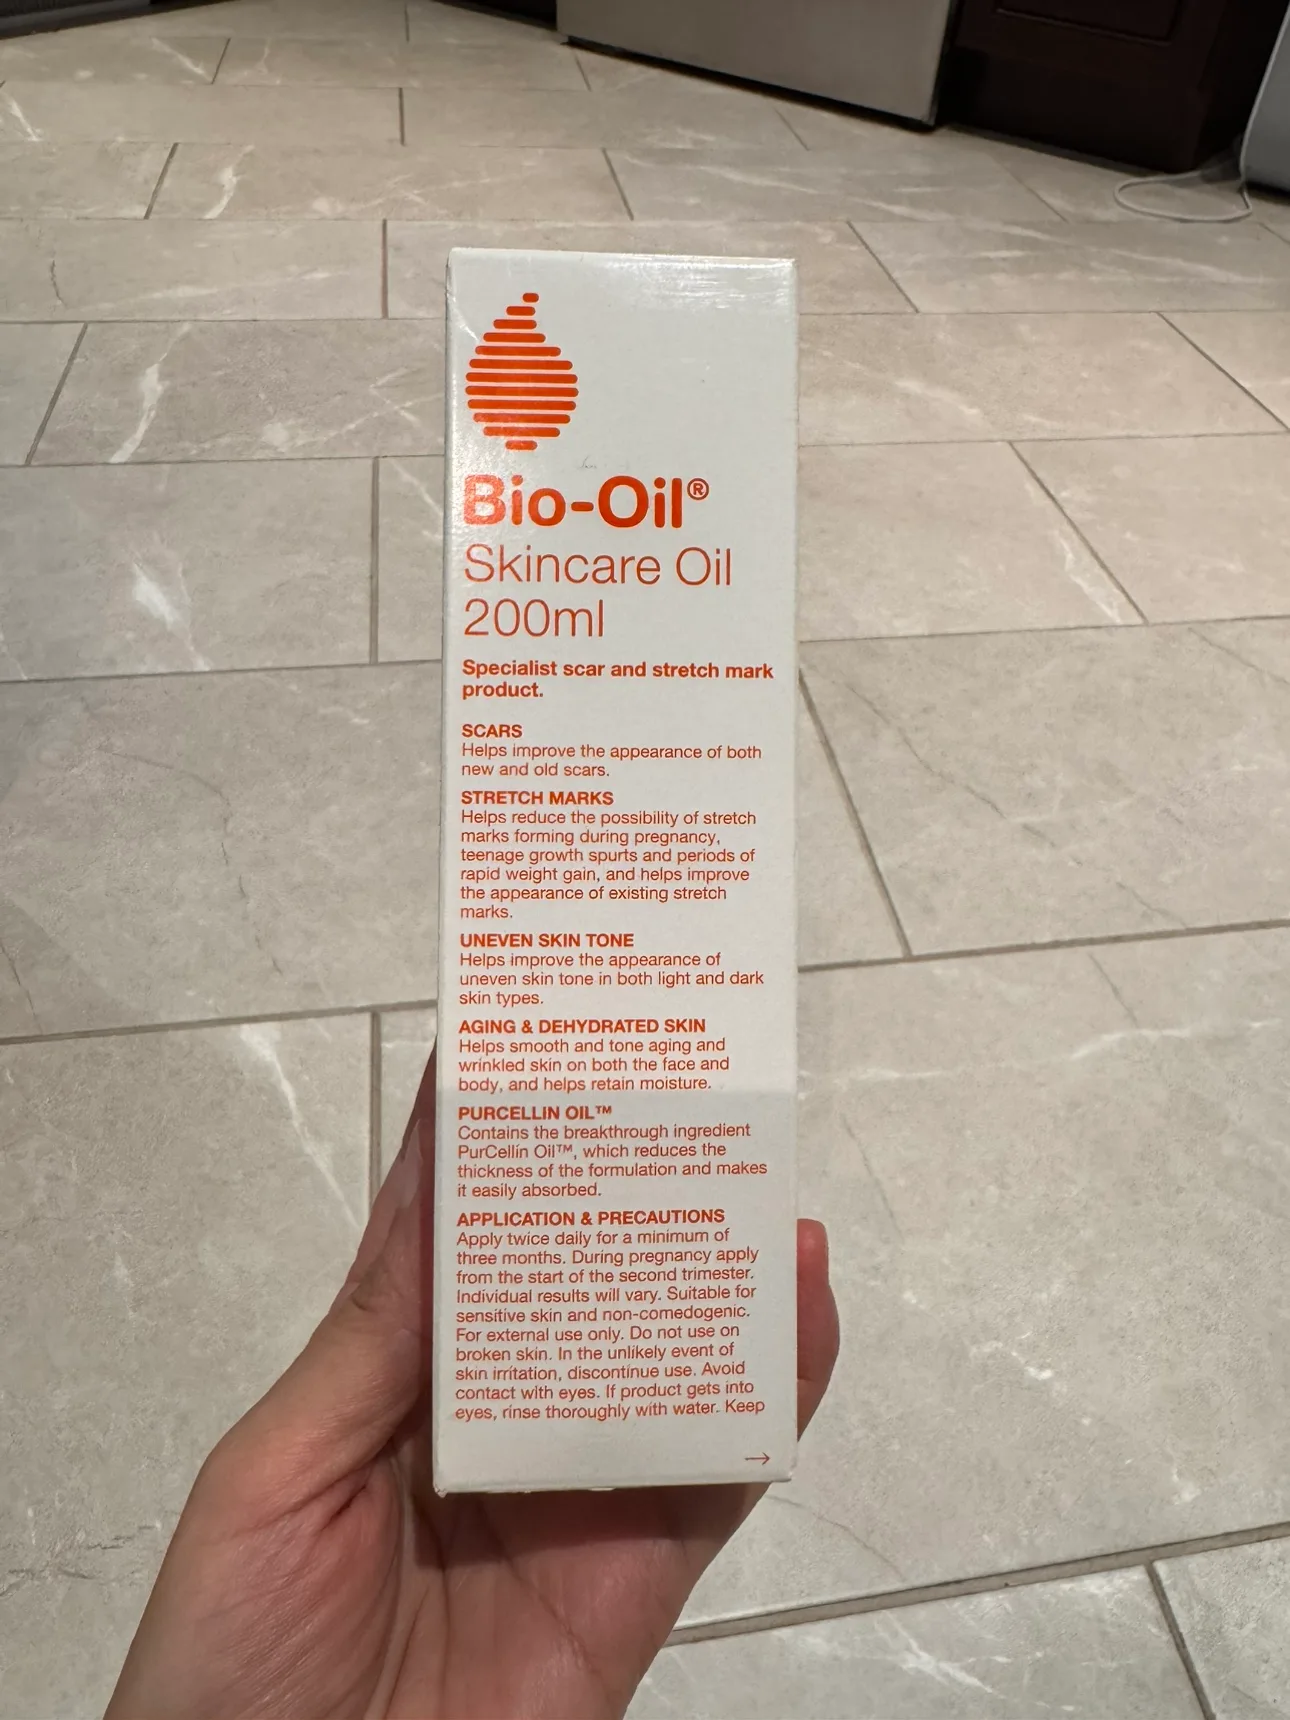 Bio-Oil®
Skincare Oil
200ml
Specialist scar and stretch mark
product.
SCARS
Helps improve the appearance of both
new and old scars.
STRETCH MARKS
Helps reduce the possibility of stretch
marks forming during pregnancy,
teenage growth spurts and periods of
rapid weight gain, and helps improve
the appearance of existing stretch
marks.
UNEVEN SKIN TONE
Helps improve the appearance of
uneven skin tone in both light and dark
skin types.
AGING & DEHYDRATED SKIN
Helps smooth and tone aging and
wrinkled skin on both the face and
body, and helps retain moisture.
PURCELLIN OIL™
Contains the breakthrough ingredient
PurCellin Oil™, which reduces the
thickness of the formulation and makes
it easily absorbed.
APPLICATION & PRECAUTIONS
Apply twice daily for a minimum of
three months. During pregnancy apply
from the start of the second trimester.
Individual results will vary. Suitable for
sensitive skin and non-comedogenic.
For external use only. Do not use on
broken skin. In the unlikely event of
skin irritation, discontinue use. Avoid
contact with eyes. If product gets into
eyes, rinse thoroughly with water. Keep
→